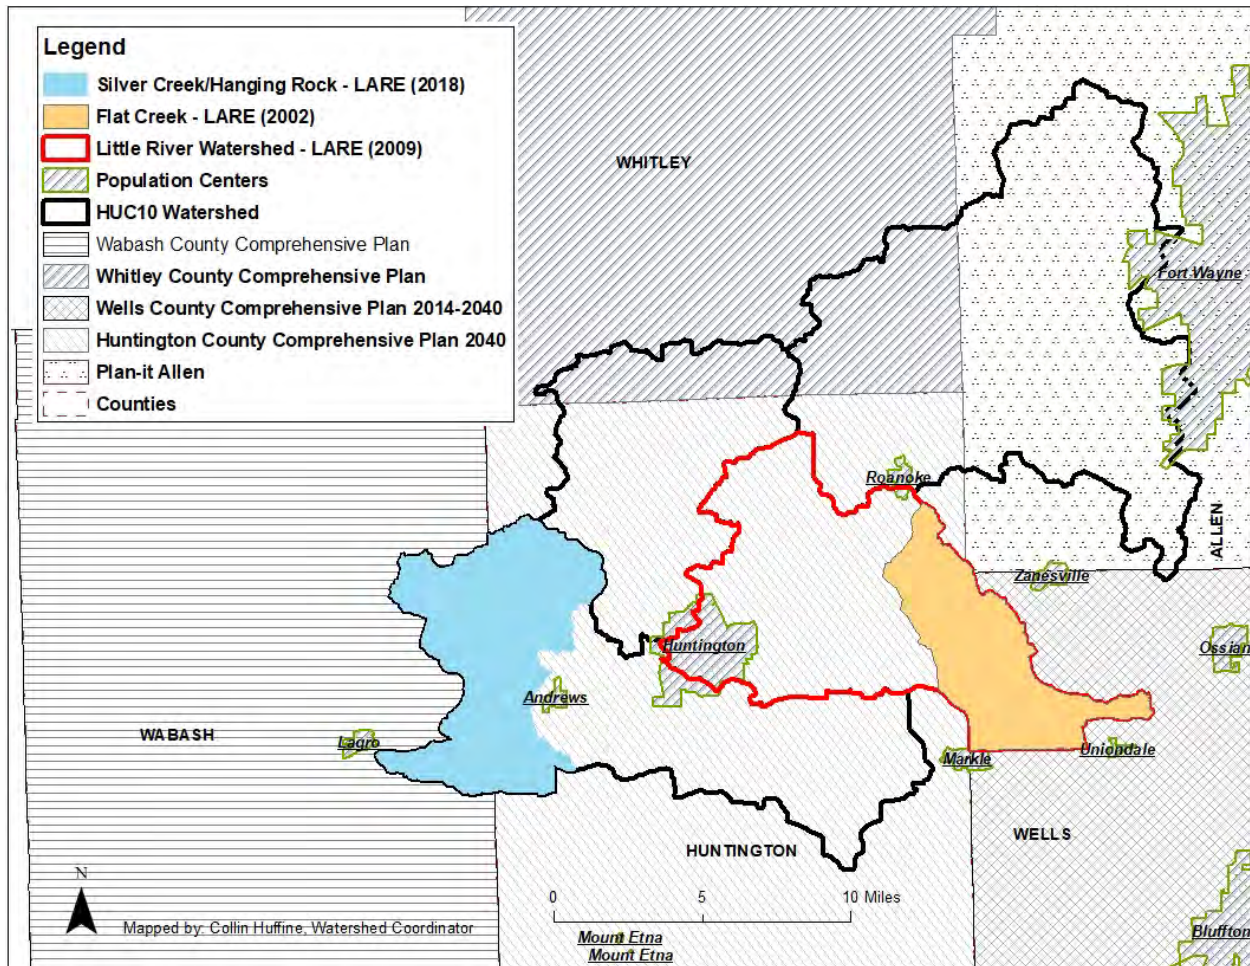 Legend
Silver Creek/Hanging Rock - LARE (2018)
Flat Creek - LARE (2002)
Little River Watershed - LARE (2009)
Population Centers
HUC10 Watershed
Wabash County Comprehensive Plan
Whitley County Comprehensive Plan
Wells County Comprehensive Plan 2014-2040
Huntington County Comprehensive Plan 2040
Plan-it Allen
Counties
WHITLEY
Fort Wayne
Roanoke
ALLEN
Zanesville
Huntington
Ossian
Andrews
WABASH
Lagro
Markle
Uniondale
WELLS
HUNTINGTON
N
0 5 10 Miles
Mapped by: Collin Huffine, Watershed Coordinator
Bluffton
Mount Etna
Mount Etna